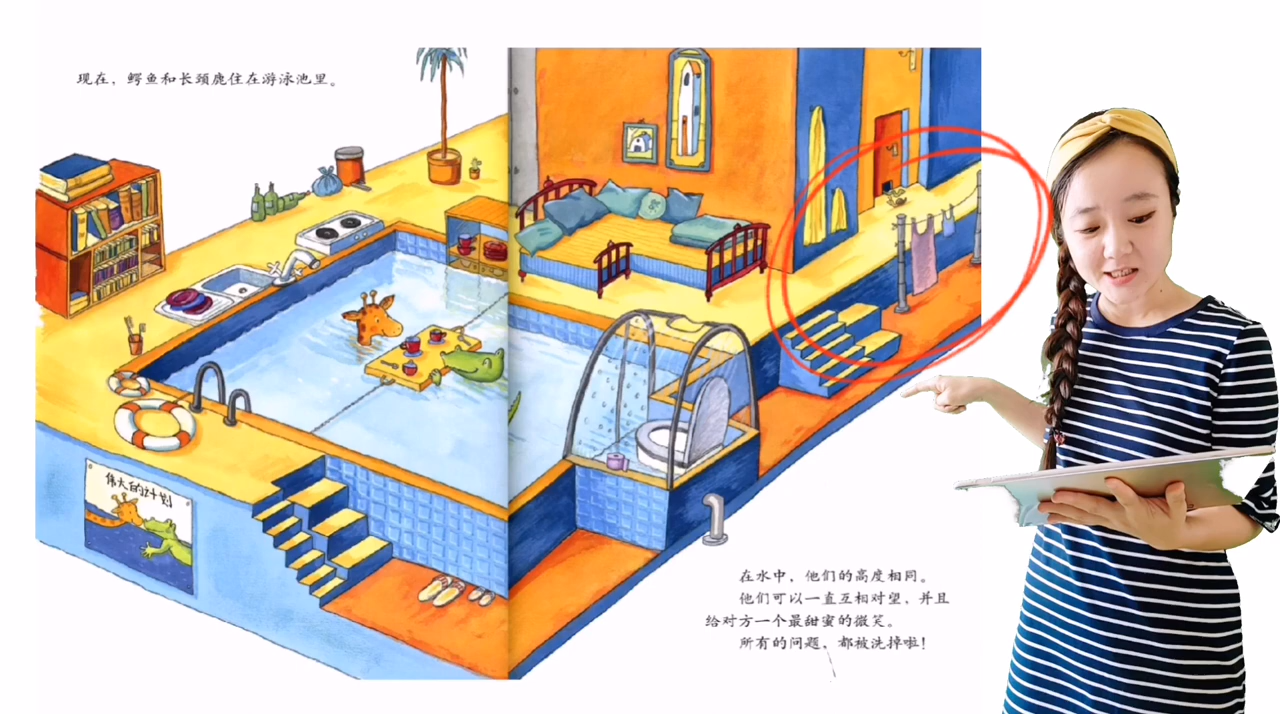 现在，鳄鱼和长颈鹿住在游泳池里。
伟大的计划
在水中，他们的高度相同。
他们可以一直互相对望，并且
给对方一个最甜蜜的微笑。
所有的问题，都被洗掉啦！